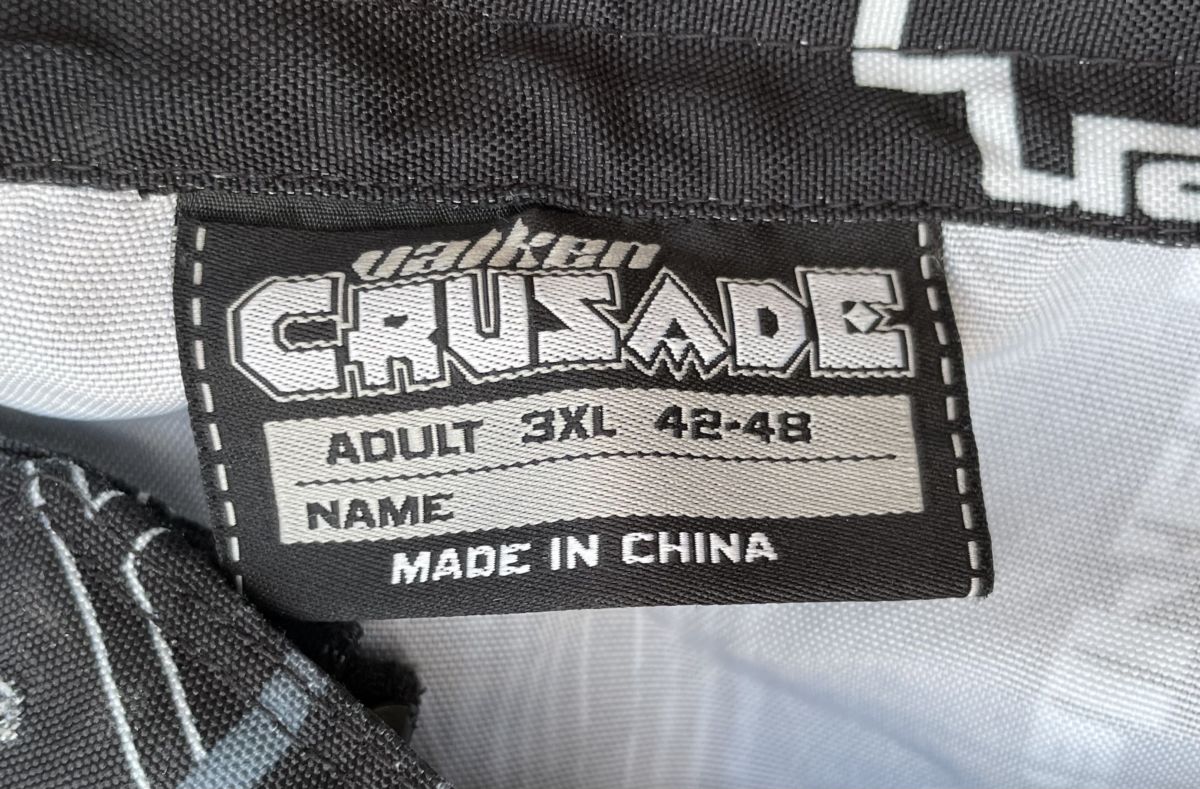 valken
CRUSADE
ADULT 3XL 42-48
NAME
MADE IN CHINA